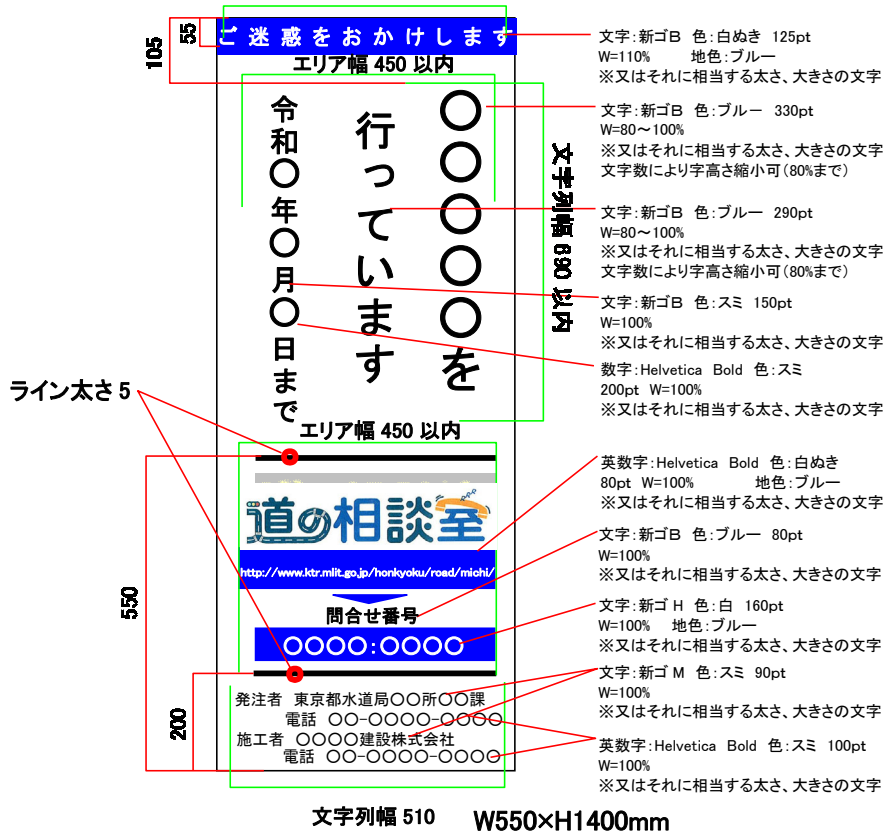 55
105
ご迷惑をおかけします
エリア幅 450 以内
〇〇〇〇〇を
行っています
令和〇年〇月〇日まで
文字列幅 690 以内
エリア幅 450 以内
ライン太さ 5
道の相談室
http://www.ktr.mlit.go.jp/honkyoku/road/michi/
問合せ番号
〇〇〇〇:〇〇〇〇
550
200
発注者 東京都水道局〇〇所〇〇課
電話 〇〇-〇〇〇〇-〇〇〇〇
施工者 〇〇〇〇建設株式会社
電話 〇〇-〇〇〇〇-〇〇〇〇
文字列幅 510
W550×H1400mm
文字:新ゴB 色:白ぬき 125pt
W=110% 地色:ブルー
※又はそれに相当する太さ、大きさの文字
文字:新ゴB 色:ブルー 330pt
W=80~100%
※又はそれに相当する太さ、大きさの文字
文字数により字高さ縮小可(80%まで)
文字:新ゴB 色:ブルー 290pt
W=80~100%
※又はそれに相当する太さ、大きさの文字
文字数により字高さ縮小可(80%まで)
文字:新ゴB 色:スミ 150pt
W=100%
※又はそれに相当する太さ、大きさの文字
数字:Helvetica Bold 色:スミ
200pt W=100%
※又はそれに相当する太さ、大きさの文字
英数字:Helvetica Bold 色:白ぬき
80pt W=100% 地色:ブルー
※又はそれに相当する太さ、大きさの文字
文字:新ゴB 色:ブルー 80pt
W=100%
※又はそれに相当する太さ、大きさの文字
文字:新ゴ H 色:白 160pt
W=100% 地色:ブルー
※又はそれに相当する太さ、大きさの文字
文字:新ゴ M 色:スミ 90pt
W=100%
※又はそれに相当する太さ、大きさの文字
英数字:Helvetica Bold 色:スミ 100pt
W=100%
※又はそれに相当する太さ、大きさの文字